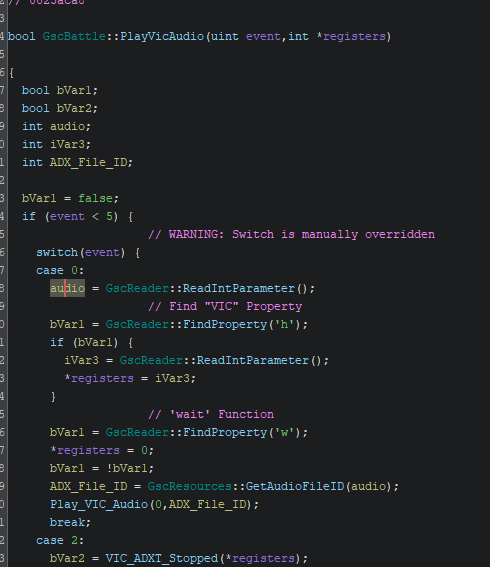 // 0025aca8
3
4 bool GscBattle::PlayVicAudio(uint event,int *registers)
5
6 {
7 bool bVar1;
8 bool bVar2;
9 int audio;
0 int iVar3;
1 int ADX_File_ID;
2
3 bVar1 = false;
4 if (event < 5) {
5 // WARNING: Switch is manually overridden
6 switch(event) {
7 case 0:
8 audio = GscReader::ReadIntParameter();
9 // Find "VIC" Property
0 bVar1 = GscReader::FindProperty('h');
1 if (bVar1) {
2 iVar3 = GscReader::ReadIntParameter();
3 *registers = iVar3;
4 }
5 // 'wait' Function
6 bVar1 = GscReader::FindProperty('w');
7 *registers = 0;
8 bVar1 = !bVar1;
9 ADX_File_ID = GscResources::GetAudioFileID(audio);
0 Play_VIC_Audio(0,ADX_File_ID);
1 break;
2 case 2:
3 bVar2 = VIC_ADXT_Stopped(*registers);